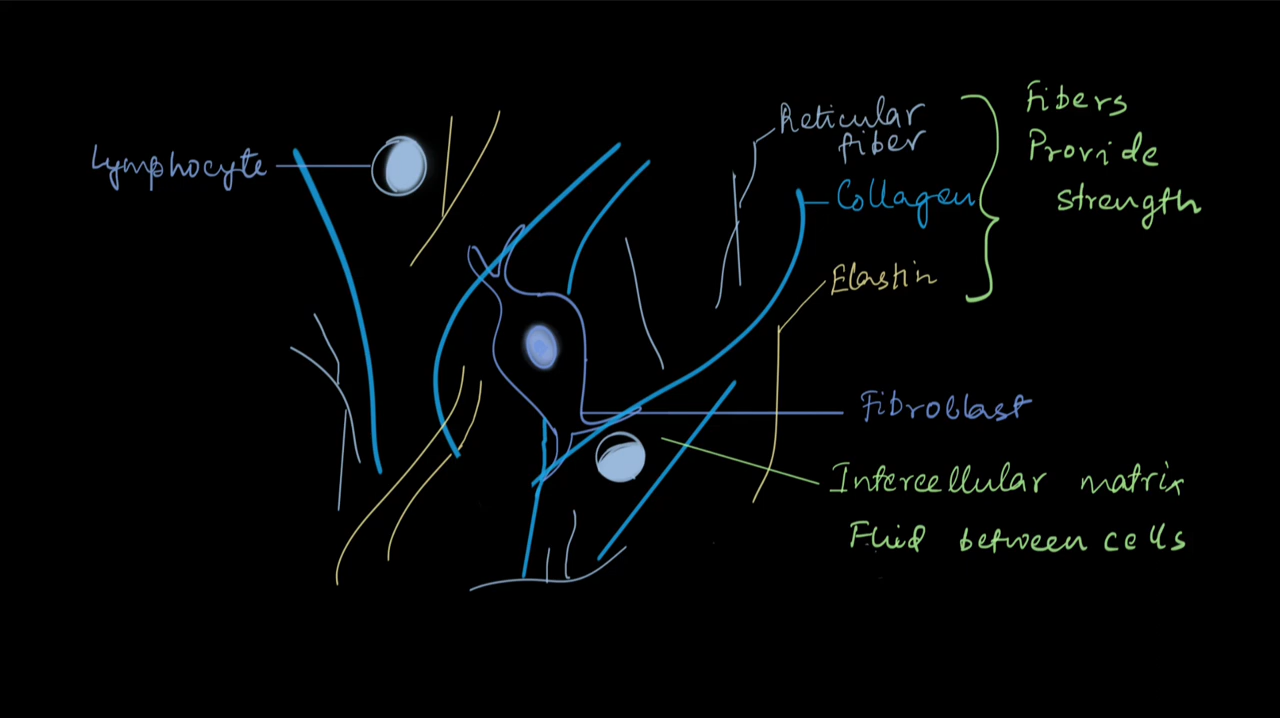 Lymphocyte
Reticular
fiber
Collagen
Elastin
Fibers
Provide
strength
Fibroblast
Intercellular matrix
Fluid between cells